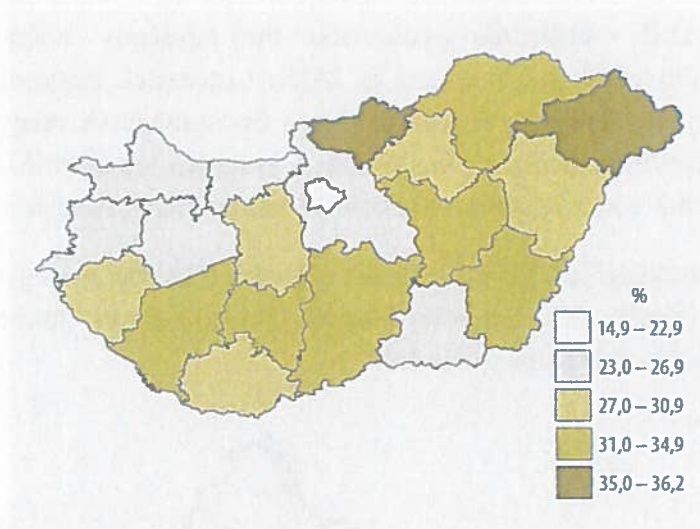 %
14,9 – 22,9
23,0 – 26,9
27,0 – 30,9
31,0 – 34,9
35,0 – 36,2